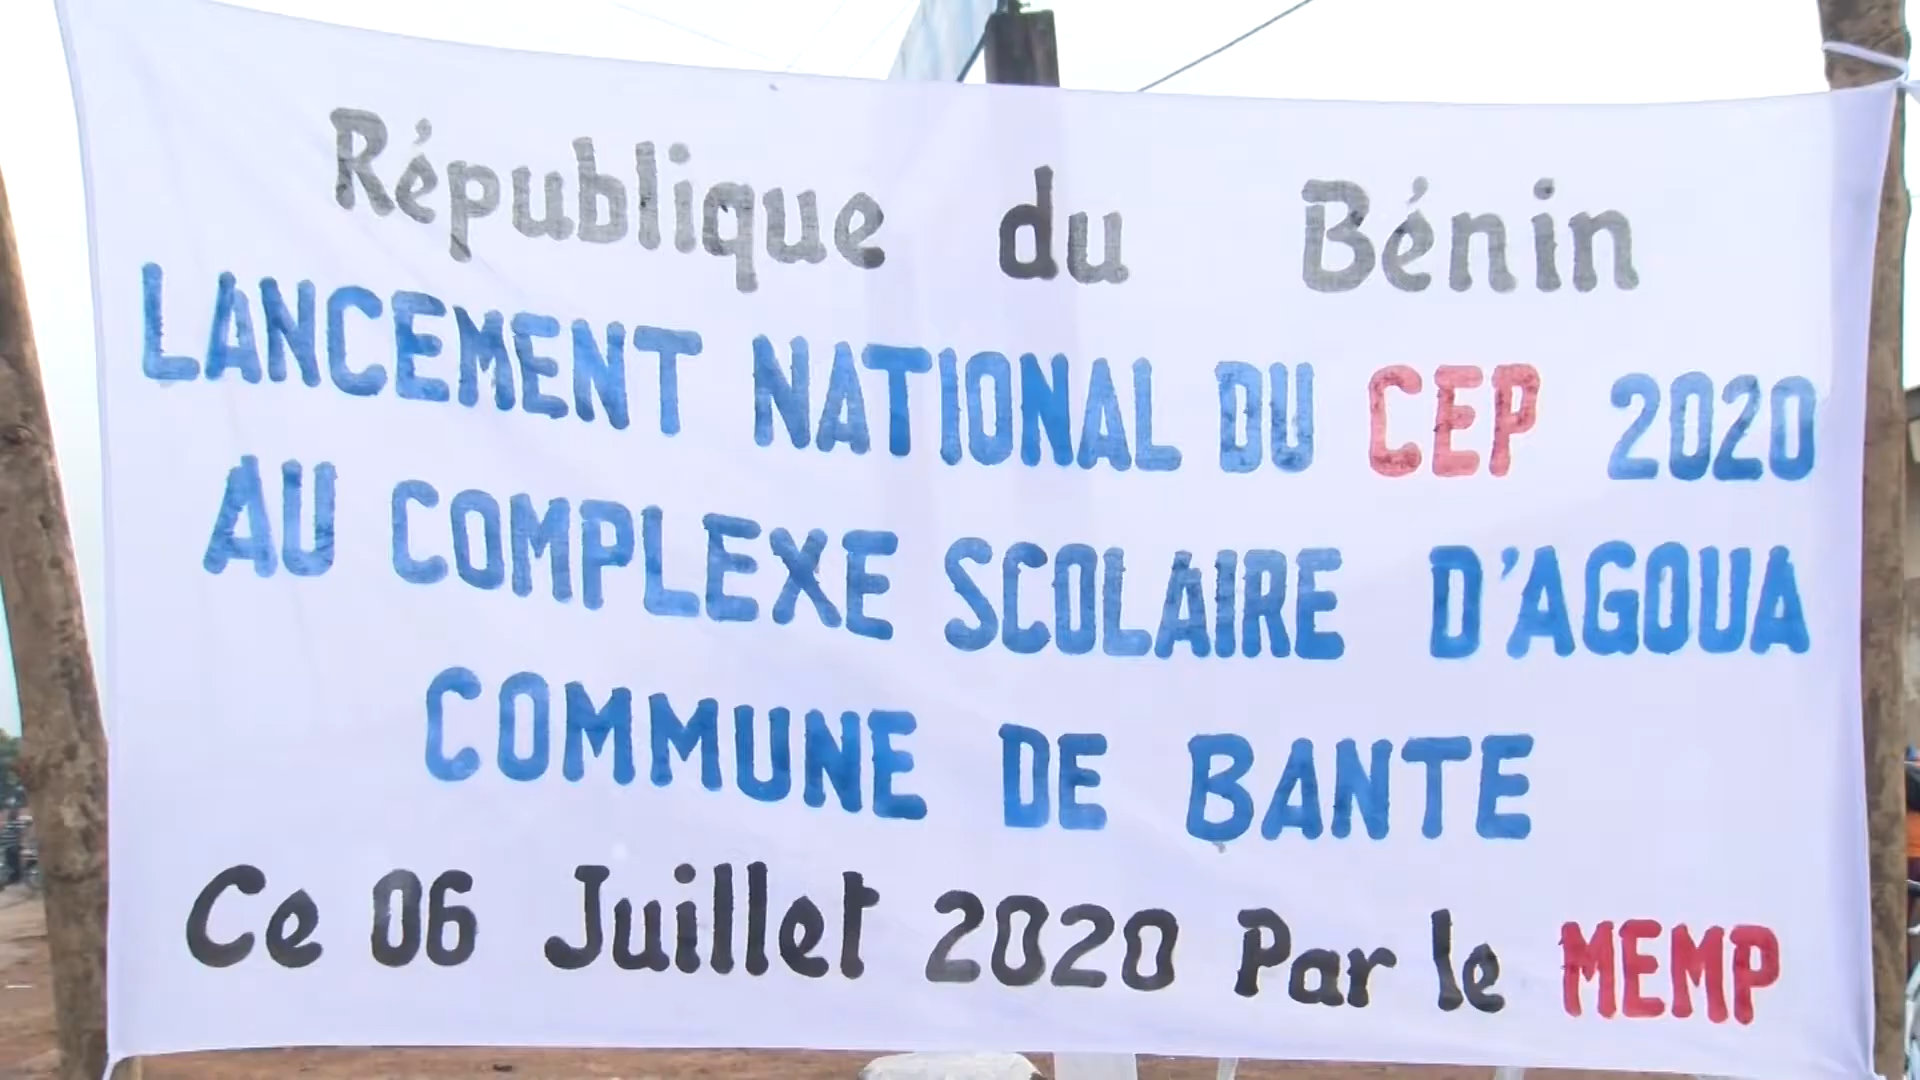 République du Bénin
LANCEMENT NATIONAL DU CEP 2020
AU COMPLEXE SCOLAIRE D'AGOUA
COMMUNE DE BANTE
Ce 06 Juillet 2020 Par le MEMP